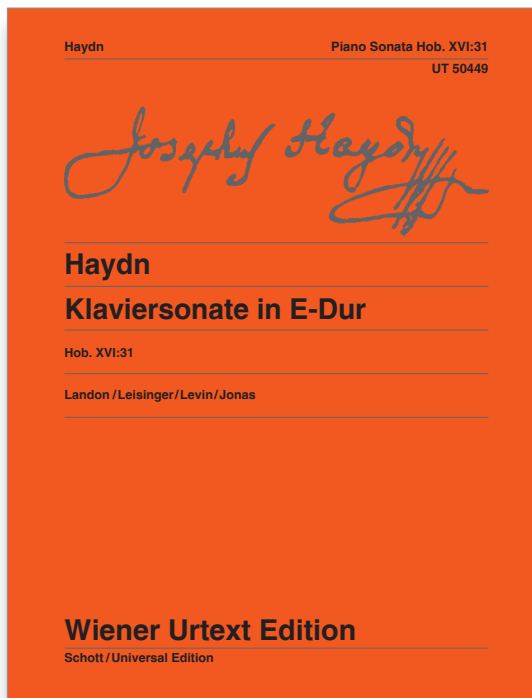 Haydn Piano Sonata Hob. XVI:31
UT 50449
Josephus Haydn
Haydn
Klaviersonate in E-Dur
Hob. XVI:31
Landon/Leisinger/Levin/Jonas
Wiener Urtext Edition
Schott/Universal Edition